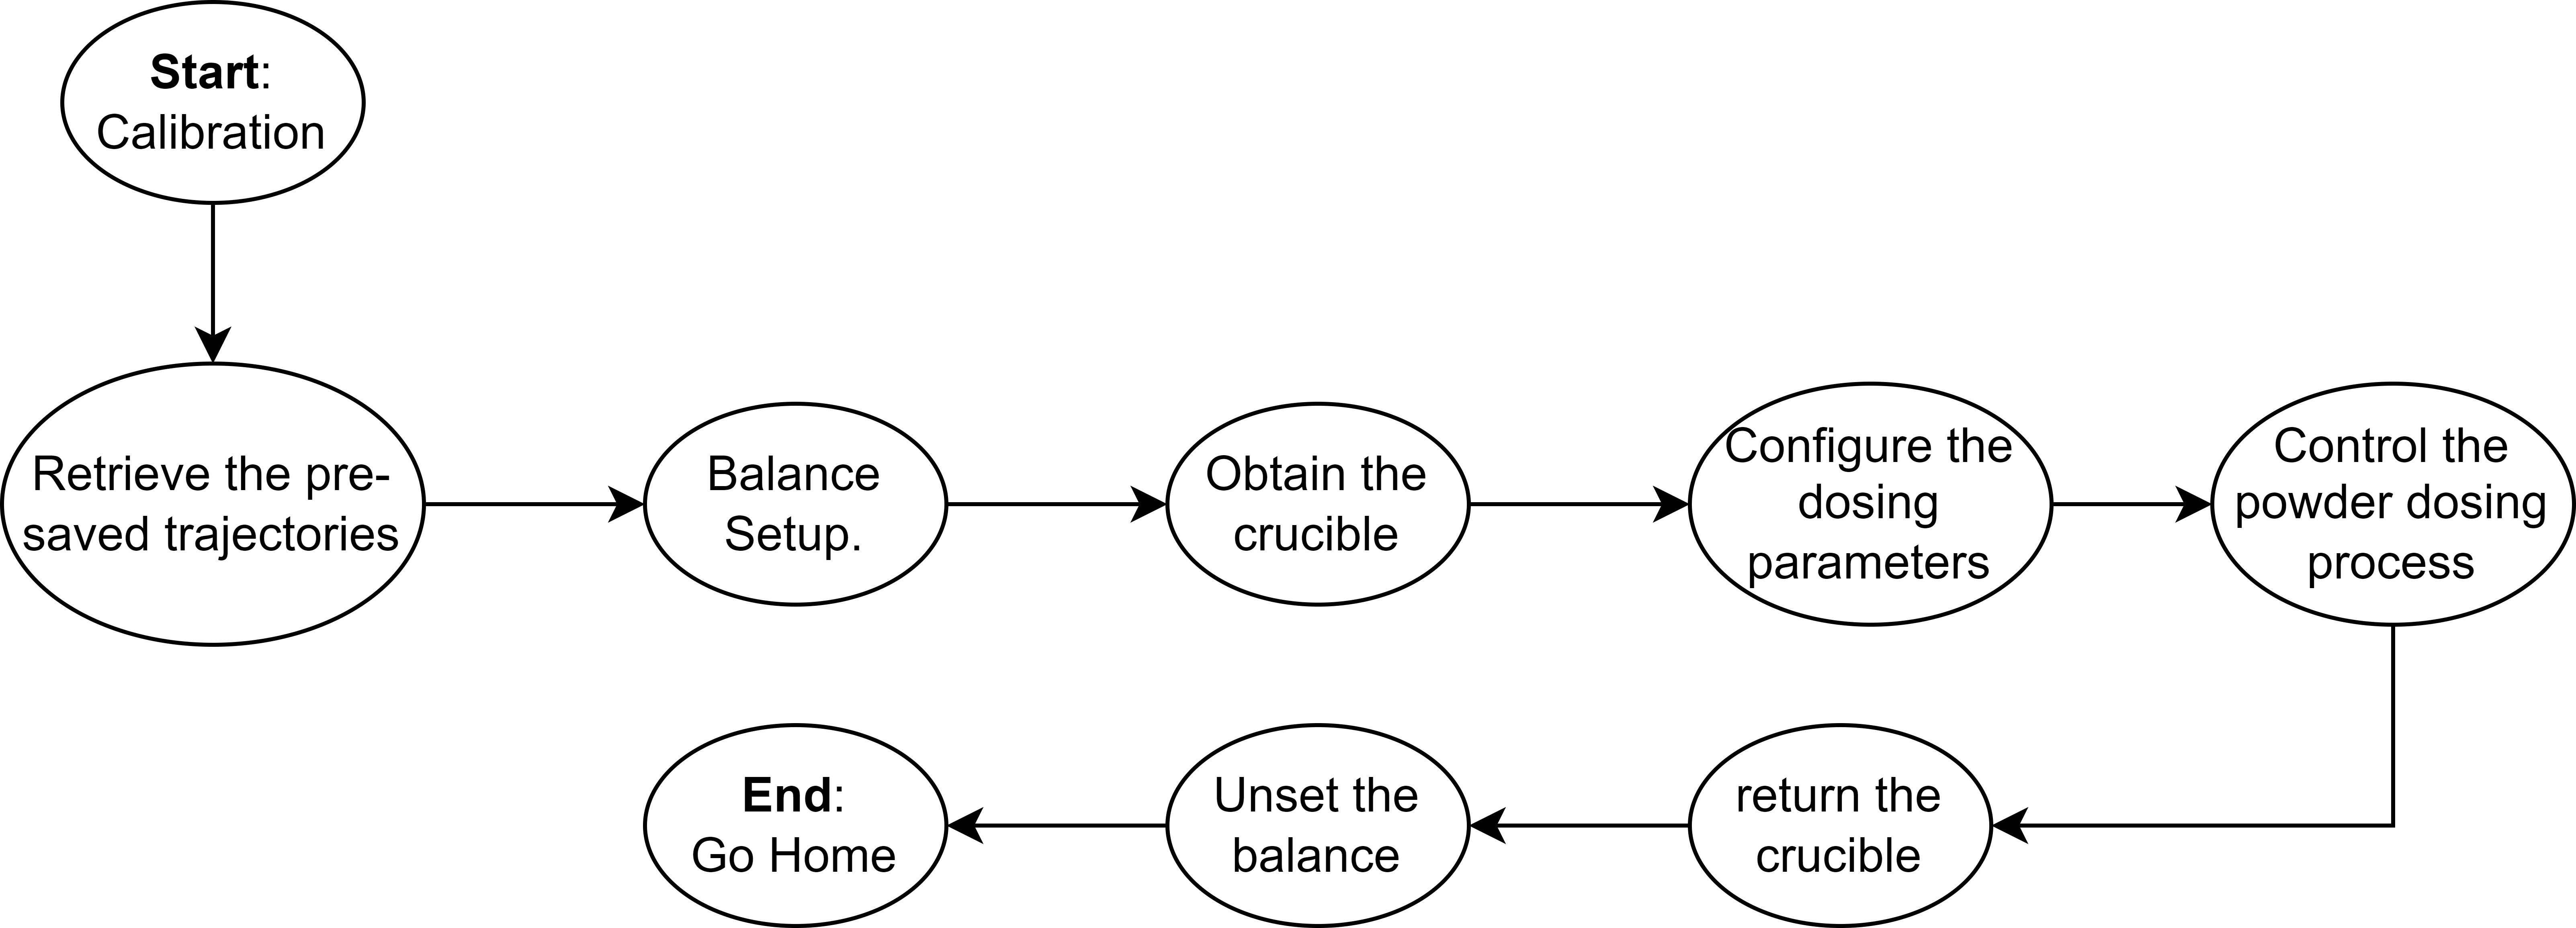 Start:
Calibration
Retrieve the pre-
saved trajectories
Balance
Setup.
Obtain the
crucible
Configure the
dosing
parameters
Control the
powder dosing
process
return the
crucible
Unset the
balance
End:
Go Home